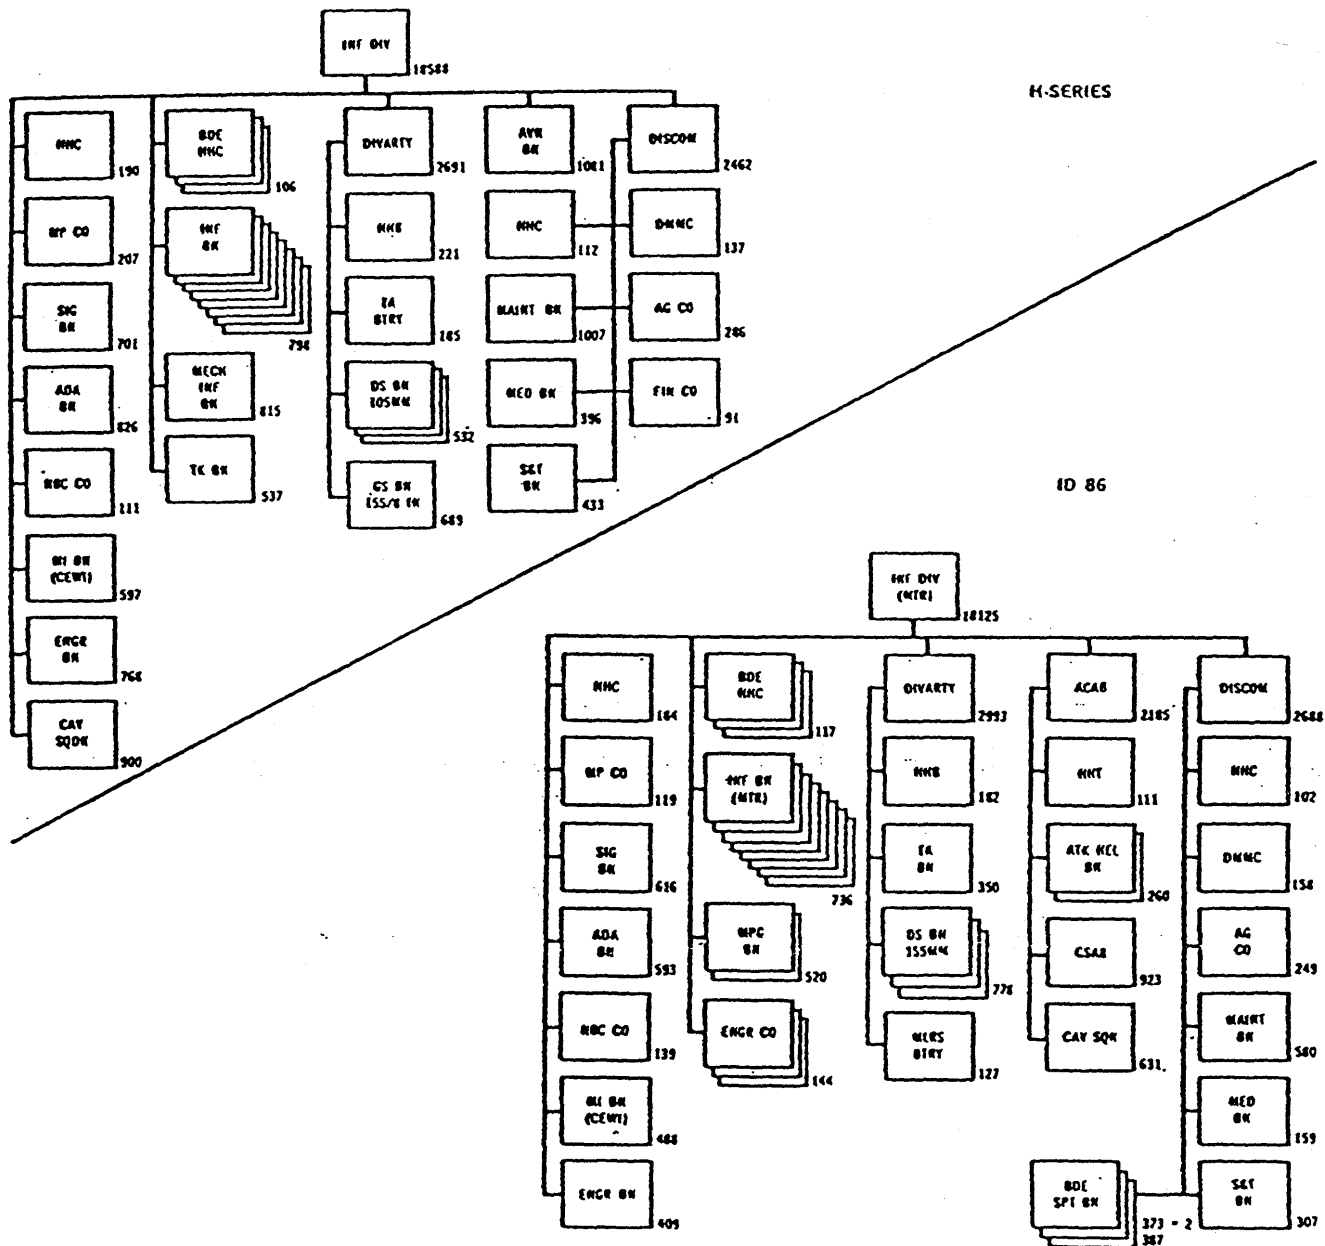 INF DIV
18588
H-SERIES
HHC
190
MP CO
207
SIG
BN
701
ADA
BN
826
NBC CO
111
MI BN
(CEWI)
597
ENGR
BN
768
CAV
SQDN
900
BDE
HHC
106
INF
BN
798
MECH
INF
BN
815
TK BN
537
DIVARTY
2691
HHB
221
TA
BTRY
185
DS BN
105MM
532
GS BN
155/8 IN
689
AVN
BN
1081
HHC
112
MAINT BN
1007
MED BN
396
S&T
BN
433
DISCOM
2462
DMMC
137
AG CO
286
FIN CO
91
ID 86
INF DIV
(MTR)
18125
HHC
184
MP CO
119
SIG
BN
616
ADA
BN
593
NBC CO
139
MI BN
(CEWI)
488
ENGR BN
409
BDE
HHC
117
INF BN
(MTR)
736
MPG
BN
520
ENGR CO
144
DIVARTY
2993
HHB
182
TA
BN
350
DS BN
155MM
778
MLRS
BTRY
127
ACAB
2185
HHT
111
ATK HEL
BN
260
CSAB
923
CAV SQN
631
BDE
SPT BN
373 - 2
387
DISCOM
2688
HHC
102
DMMC
158
AG
CO
249
MAINT
BN
580
MED
BN
159
S&T
BN
307